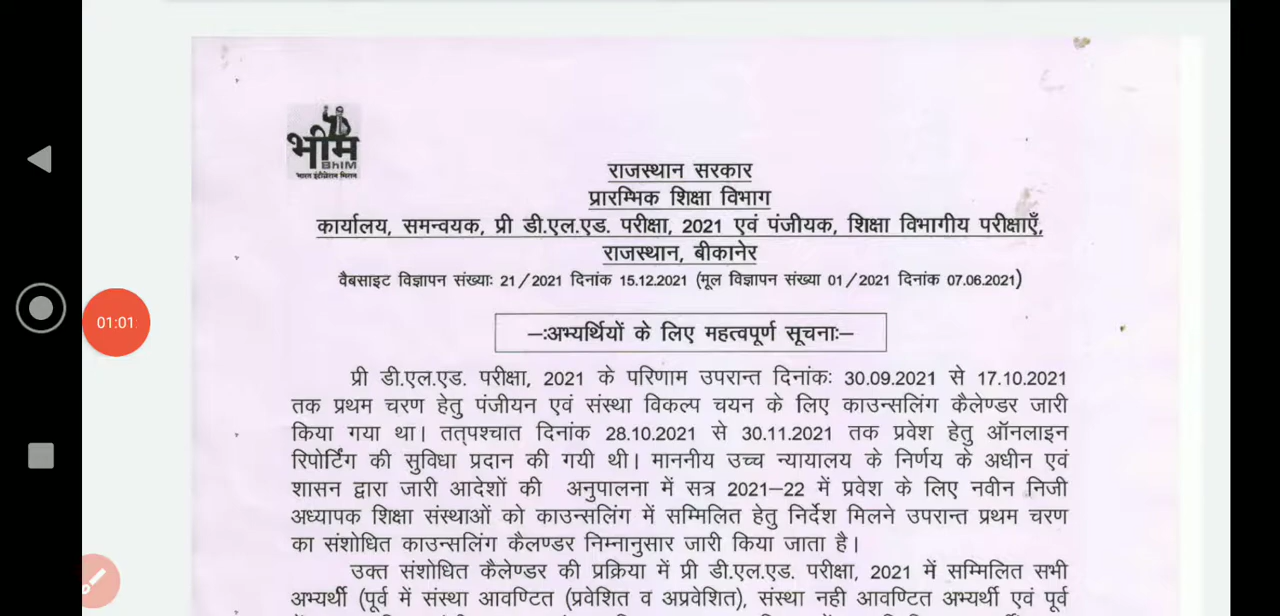 भीम
BHIM
राजस्थान सरकार
प्रारम्भिक शिक्षा विभाग
कार्यालय, समन्वयक, प्री डी.एल.एड. परीक्षा, 2021 एवं पंजीयक, शिक्षा विभागीय परीक्षाएँ,
राजस्थान, बीकानेर
वैबसाइट विज्ञापन संख्याः 21/2021 दिनांक 15.12.2021 (मूल विज्ञापन संख्या 01/2021 दिनांक 07.06.2021)
–:अभ्यर्थियों के लिए महत्वपूर्ण सूचनाः–
01:01
प्री डी.एल.एड. परीक्षा, 2021 के परिणाम उपरान्त दिनांकः 30.09.2021 से 17.10.2021
तक प्रथम चरण हेतु पंजीयन एवं संस्था विकल्प चयन के लिए काउन्सलिंग कैलेण्डर जारी
किया गया था। तत्पश्चात दिनांक 28.10.2021 से 30.11.2021 तक प्रवेश हेतु ऑनलाइन
रिपोर्टिंग की सुविधा प्रदान की गयी थी। माननीय उच्च न्यायालय के निर्णय के अधीन एवं
शासन द्वारा जारी आदेशों की अनुपालना में सत्र 2021–22 में प्रवेश के लिए नवीन निजी
अध्यापक शिक्षा संस्थाओं को काउन्सलिंग में सम्मिलित हेतु निर्देश मिलने उपरान्त प्रथम चरण
का संशोधित काउन्सलिंग कैलण्डर निम्नानुसार जारी किया जाता है।
उक्त संशोधित कैलेण्डर की प्रक्रिया में प्री डी.एल.एड. परीक्षा, 2021 में सम्मिलित सभी
अभ्यर्थी (पूर्व में संस्था आवण्टित (प्रवेशित व अप्रवेशित), संस्था नही आवण्टित अभ्यर्थी एवं पूर्व